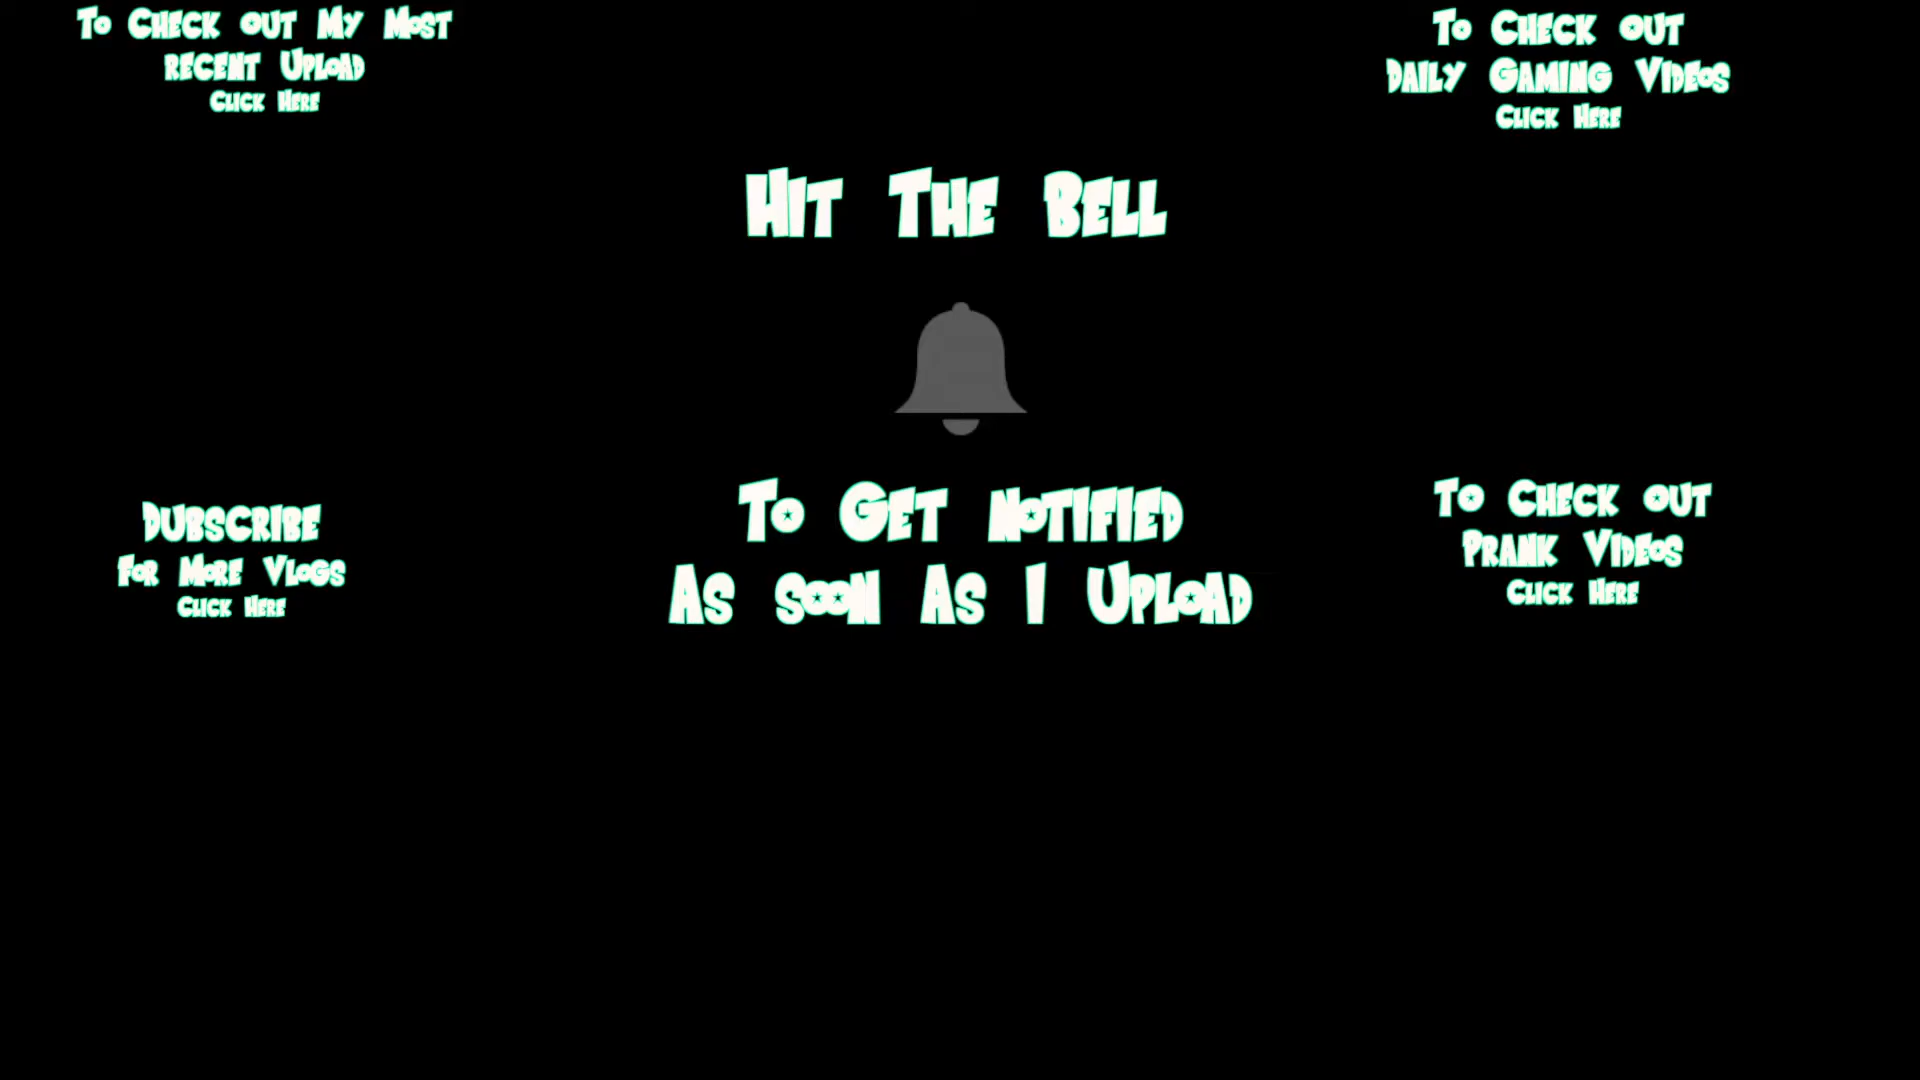 To Check out My Most
recent Upload
Click Here
To Check out
Daily Gaming Videos
Click Here
Hit The Bell
To Get notified
As soon As I Upload
Dubscribe
For More Vlogs
Click Here
To Check out
Prank Videos
Click Here